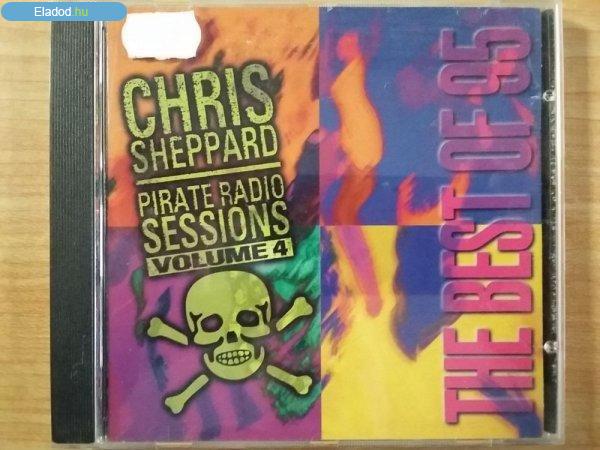 Eladod.hu
CHRIS
SHEPPARD
PIRATE RADIO
SESSIONS
VOLUME 4
THE BEST OF 95